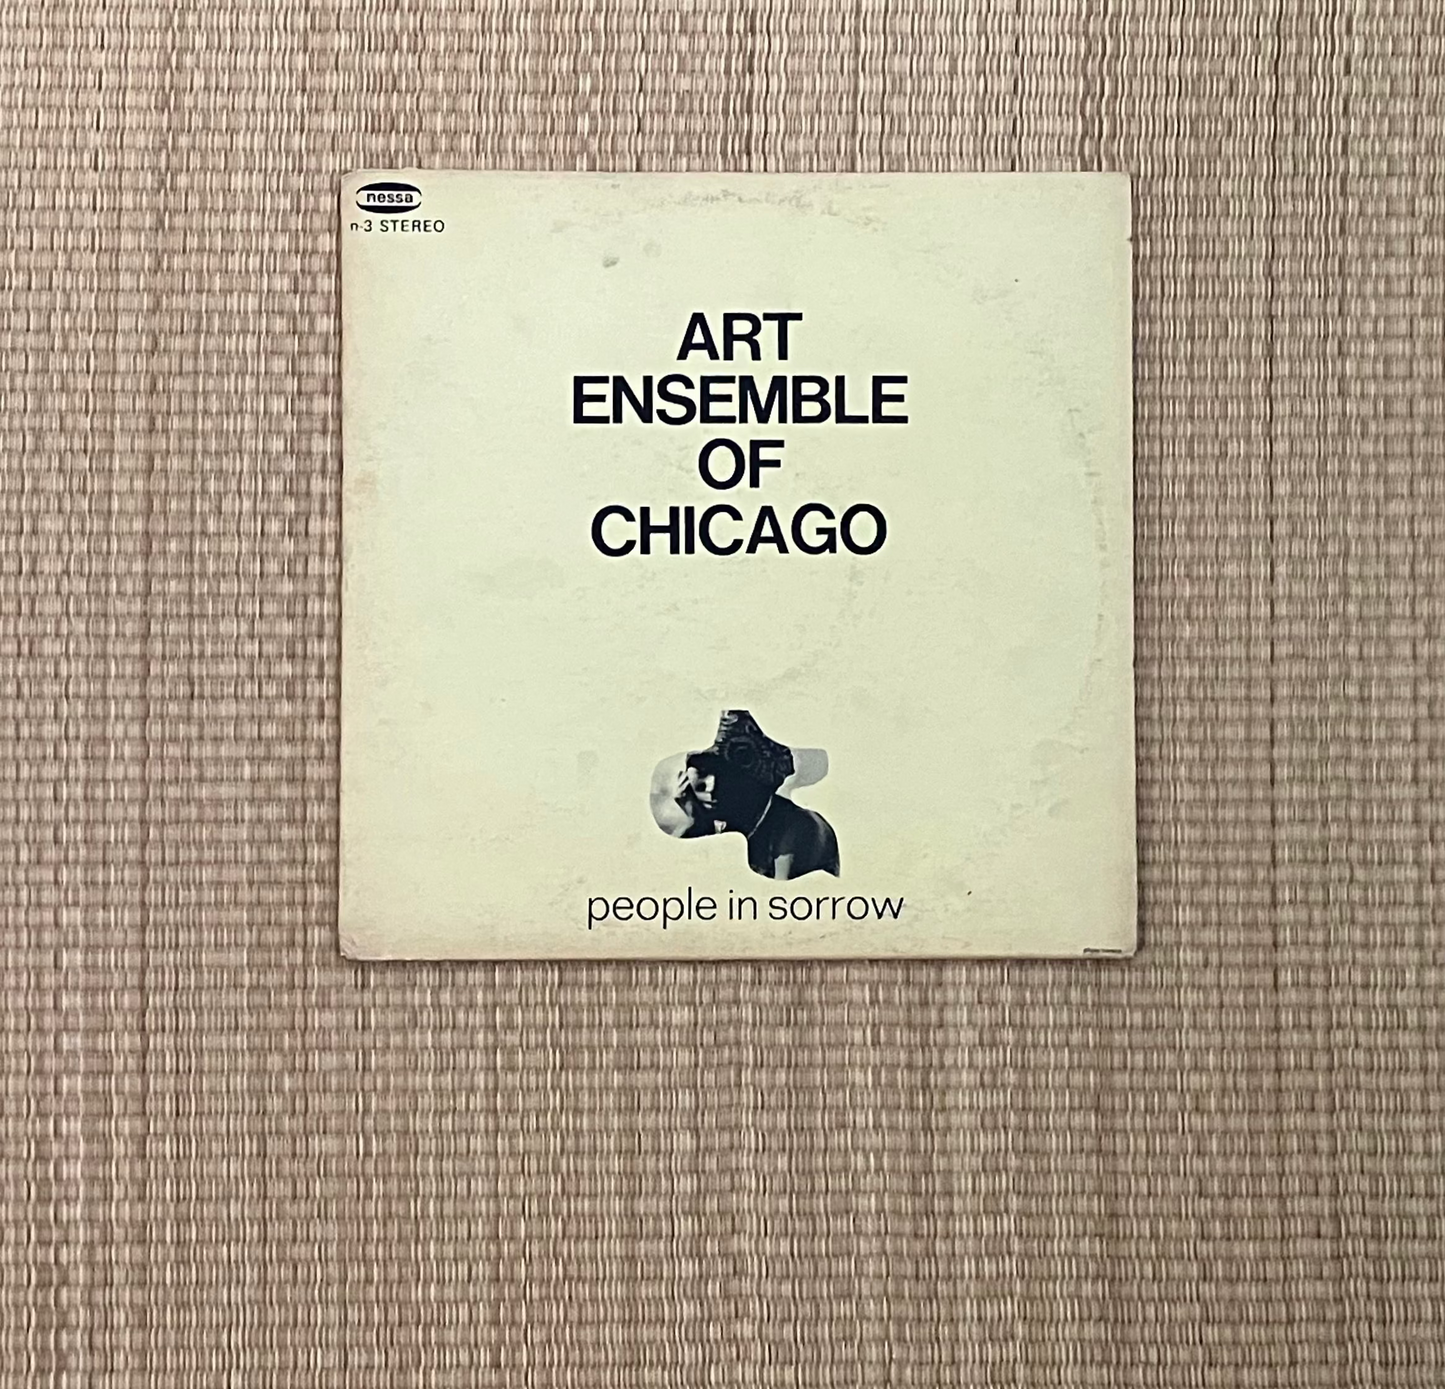 nessa
n-3 STEREO
ART
ENSEMBLE
OF
CHICAGO
people in sorrow